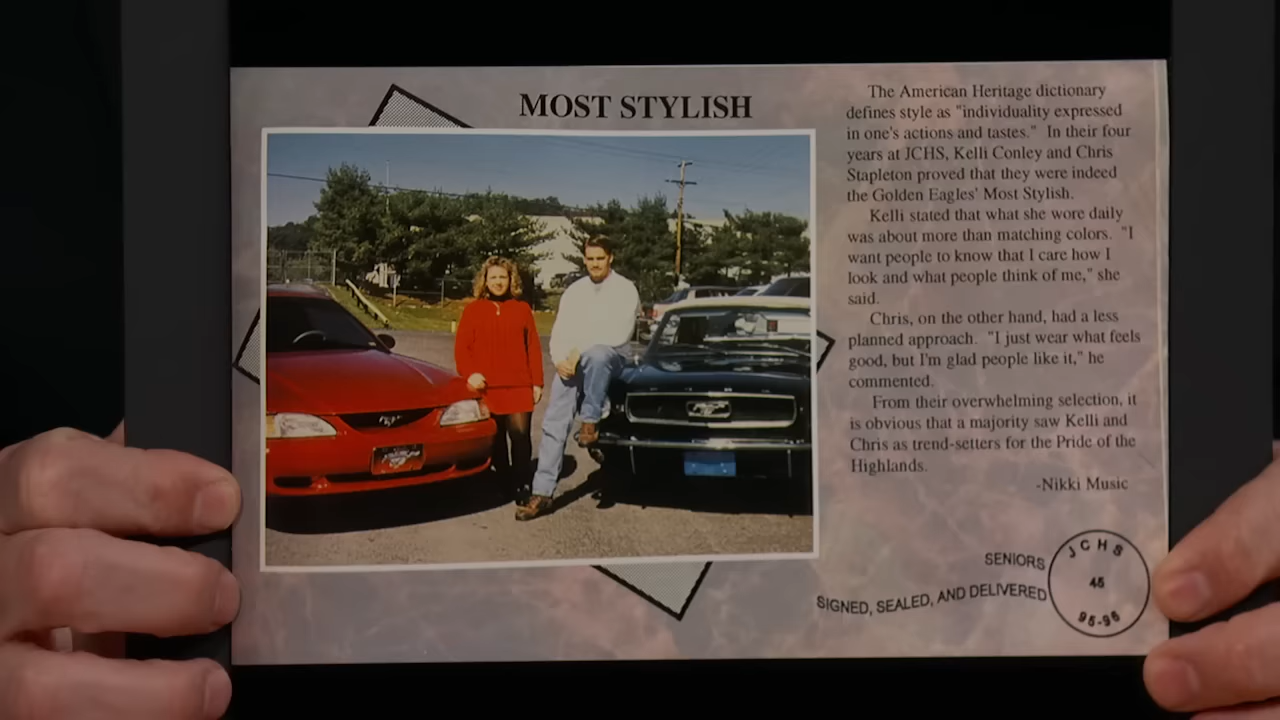 MOST STYLISH
The American Heritage dictionary
defines style as "individuality expressed
in one's actions and tastes." In their four
years at JCHS, Kelli Conley and Chris
Stapleton proved that they were indeed
the Golden Eagles' Most Stylish.
Kelli stated that what she wore daily
was about more than matching colors. "I
want people to know that I care how I
look and what people think of me," she
said.
Chris, on the other hand, had a less
planned approach. "I just wear what feels
good, but I'm glad people like it," he
commented.
From their overwhelming selection, it
is obvious that a majority saw Kelli and
Chris as trend-setters for the Pride of the
Highlands.
-Nikki Music
SENIORS
SIGNED, SEALED, AND DELIVERED
JCHS
45
95-96